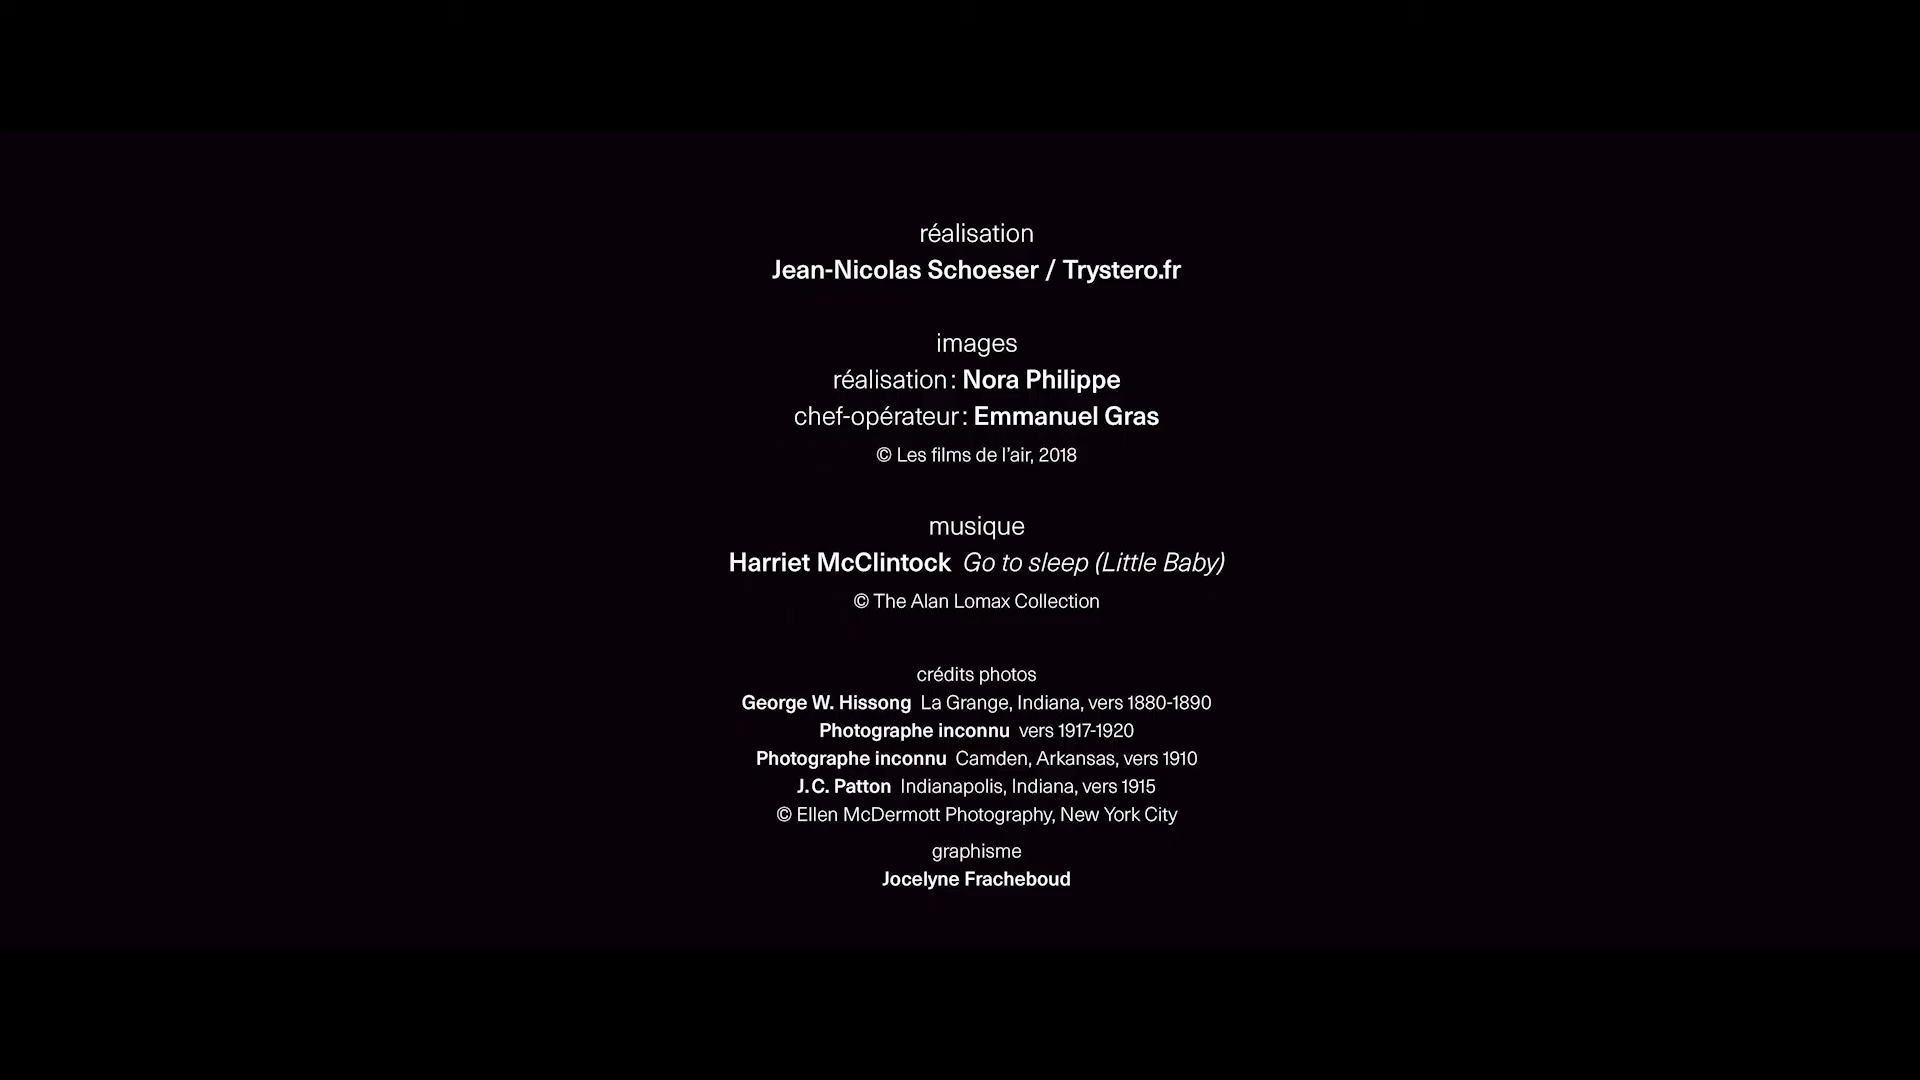 réalisation
Jean-Nicolas Schoeser / Trystero.fr
images
réalisation : Nora Philippe
chef-opérateur : Emmanuel Gras
© Les films de l’air, 2018
musique
Harriet McClintock Go to sleep (Little Baby)
© The Alan Lomax Collection
crédits photos
George W. Hissong La Grange, Indiana, vers 1880-1890
Photographe inconnu vers 1917-1920
Photographe inconnu Camden, Arkansas, vers 1910
J.C. Patton Indianapolis, Indiana, vers 1915
© Ellen McDermott Photography, New York City
graphisme
Jocelyne Fracheboud